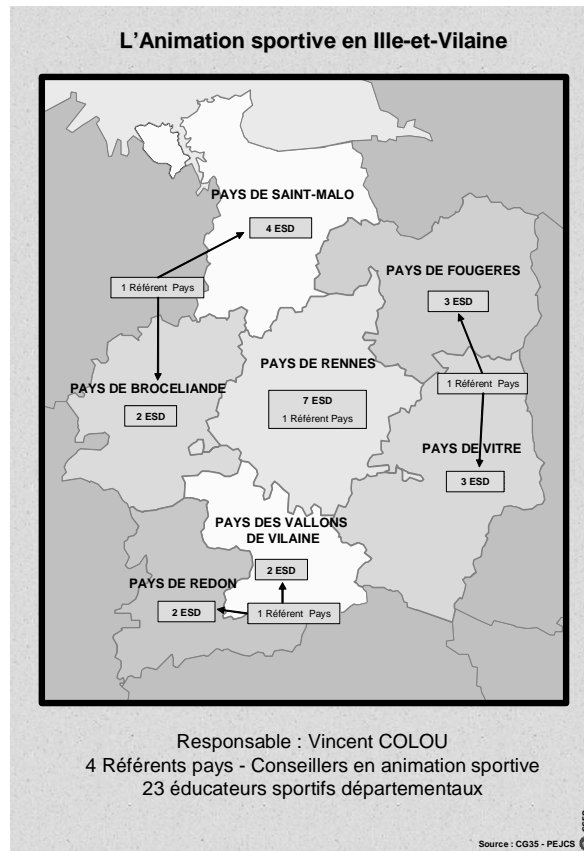 L'Animation sportive en Ille-et-Vilaine
PAYS DE SAINT-MALO
4 ESD
PAYS DE FOUGERES
1 Référent Pays
3 ESD
PAYS DE RENNES
1 Référent Pays
PAYS DE BROCELIANDE
7 ESD
1 Référent Pays
2 ESD
PAYS DE VITRE
3 ESD
PAYS DES VALLONS
DE VILAINE
2 ESD
PAYS DE REDON
2 ESD
1 Référent Pays
Responsable : Vincent COLOU
4 Référents pays - Conseillers en animation sportive
23 éducateurs sportifs départementaux
Source : CG35 - PEJCS